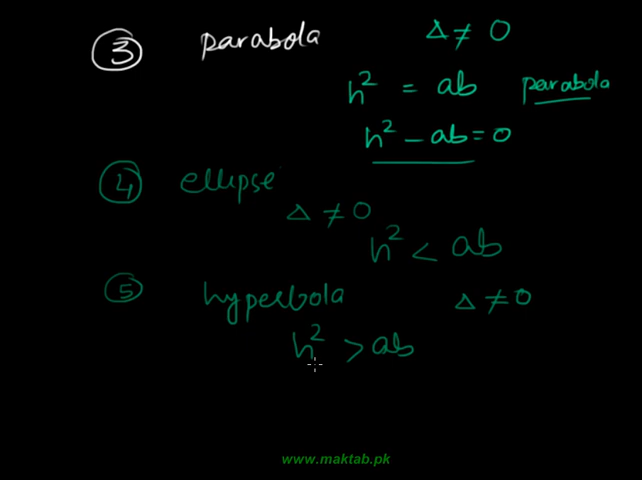 ③ parabola Δ ≠ 0
h² = ab parabola
h² - ab = 0
④ ellipse
Δ ≠ 0
h² < ab
⑤ hyperbola Δ ≠ 0
h² > ab
www.maktab.pk